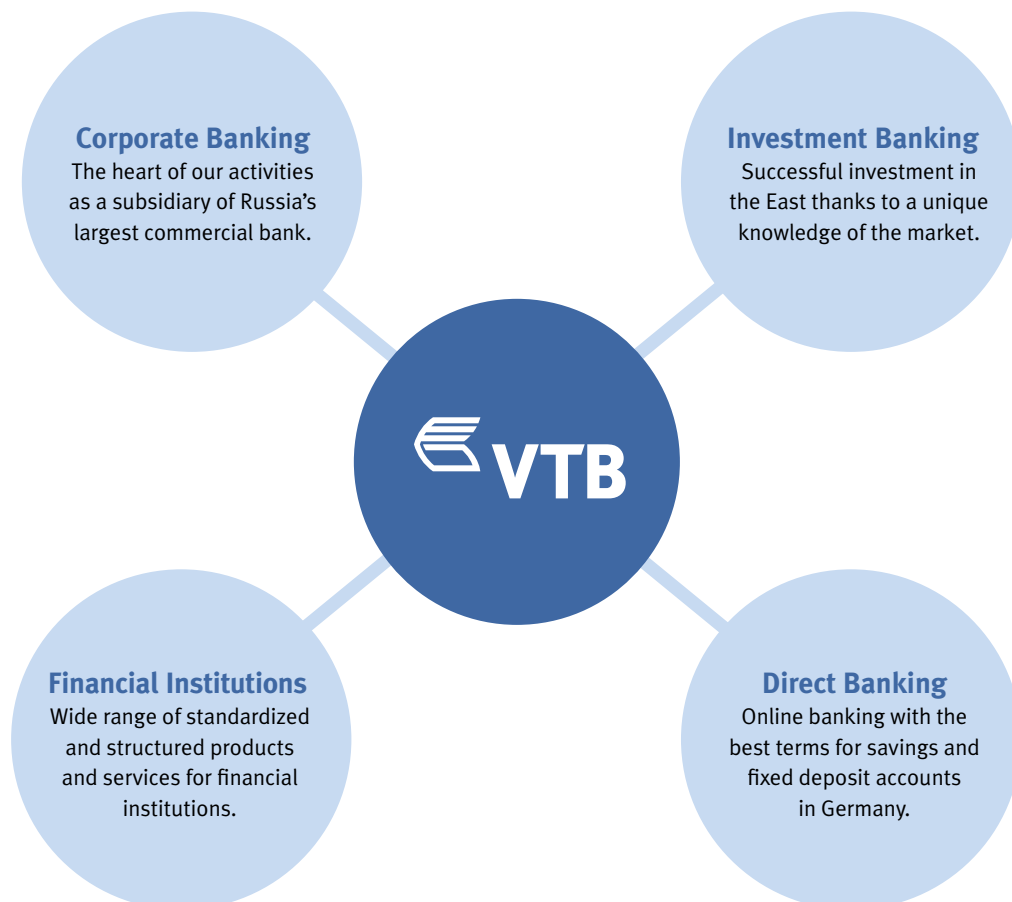 Corporate Banking
The heart of our activities
as a subsidiary of Russia’s
largest commercial bank.
Investment Banking
Successful investment in
the East thanks to a unique
knowledge of the market.
VTB
Financial Institutions
Wide range of standardized
and structured products
and services for financial
institutions.
Direct Banking
Online banking with the
best terms for savings and
fixed deposit accounts
in Germany.